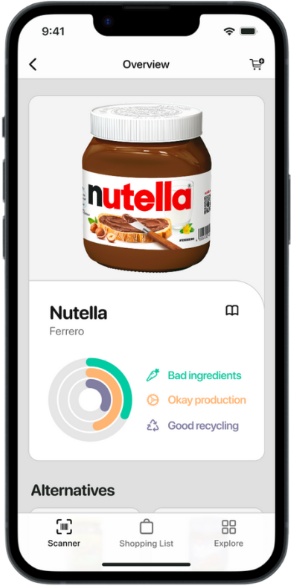 9:41
Overview
nutella
Nutella
Ferrero
Bad ingredients
Okay production
Good recycling
Alternatives
Scanner
Shopping List
Explore